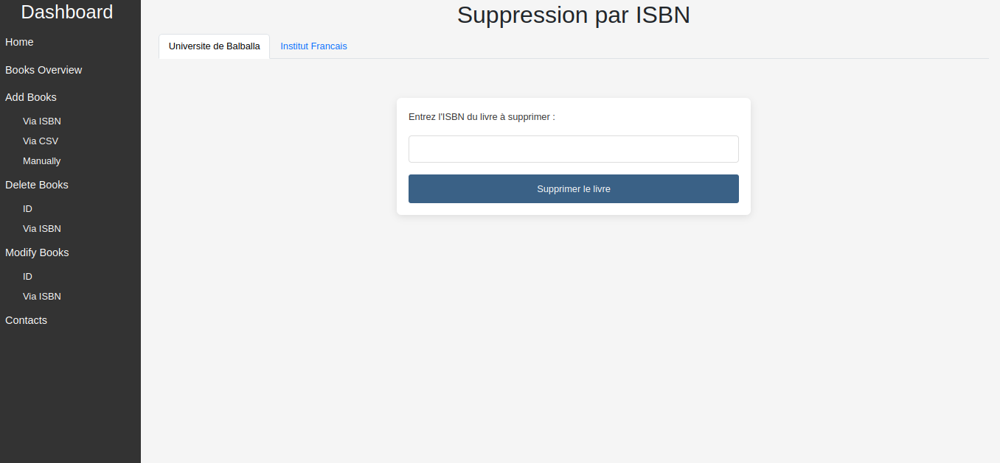 Dashboard
Home
Books Overview
Add Books
Via ISBN
Via CSV
Manually
Delete Books
ID
Via ISBN
Modify Books
ID
Via ISBN
Contacts
Suppression par ISBN
Universite de Balballa
Institut Francais
Entrez l'ISBN du livre à supprimer :
Supprimer le livre